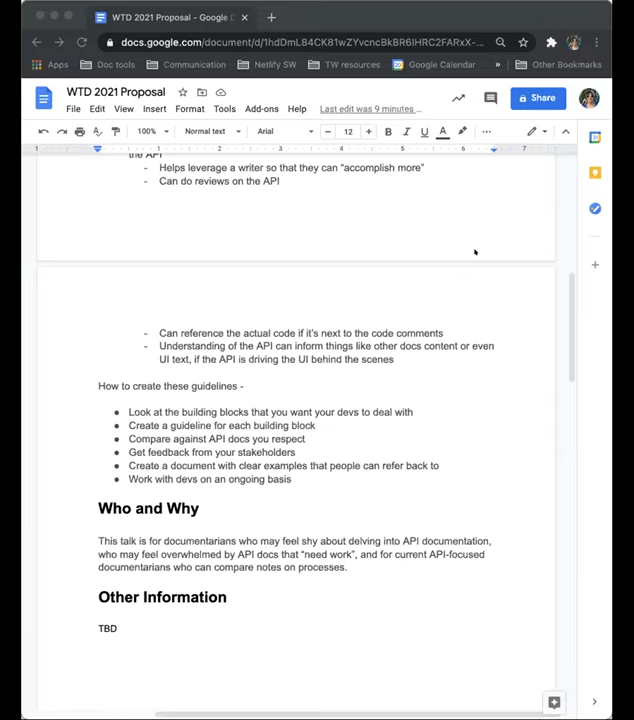 WTD 2021 Proposal - Google D
docs.google.com/document/d/1hdDmL84CK81wZYvcncBkBR6IHRC2FARxX-...
Apps Doc tools Communication Netlify SW TW resources Google Calendar » Other Bookmarks
WTD 2021 Proposal
File Edit View Insert Format Tools Add-ons Help Last edit was 9 minutes ...
Share
100% Normal text Arial 12 B I U A
1 1 2 3 4 5 6 7
the API
- Helps leverage a writer so that they can “accomplish more”
- Can do reviews on the API
- Can reference the actual code if it’s next to the code comments
- Understanding of the API can inform things like other docs content or even
UI text, if the API is driving the UI behind the scenes
How to create these guidelines -
● Look at the building blocks that you want your devs to deal with
● Create a guideline for each building block
● Compare against API docs you respect
● Get feedback from your stakeholders
● Create a document with clear examples that people can refer back to
● Work with devs on an ongoing basis
Who and Why
This talk is for documentarians who may feel shy about delving into API documentation,
who may feel overwhelmed by API docs that “need work”, and for current API-focused
documentarians who can compare notes on processes.
Other Information
TBD